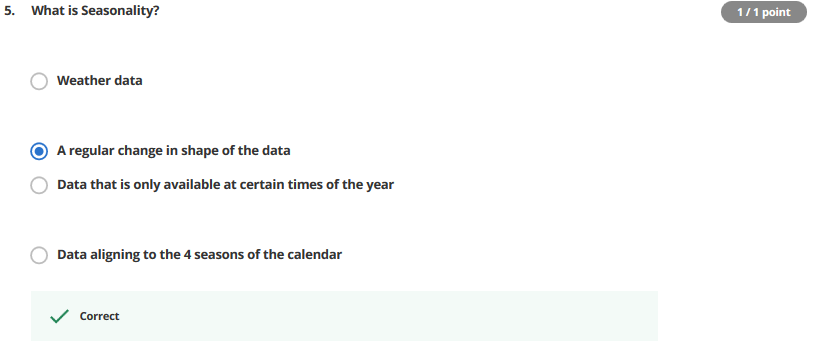 5. What is Seasonality?
1 / 1 point
Weather data
A regular change in shape of the data
Data that is only available at certain times of the year
Data aligning to the 4 seasons of the calendar
Correct